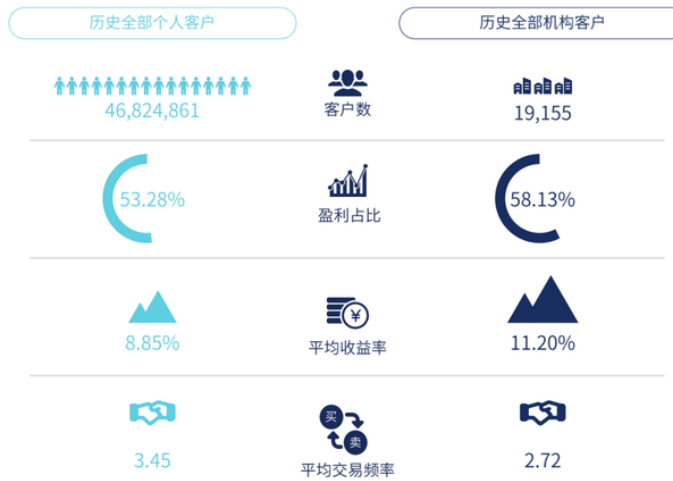 历史全部个人客户
历史全部机构客户
46,824,861
客户数
19,155
53.28%
盈利占比
58.13%
¥
8.85%
平均收益率
11.20%
买
卖
3.45
平均交易频率
2.72